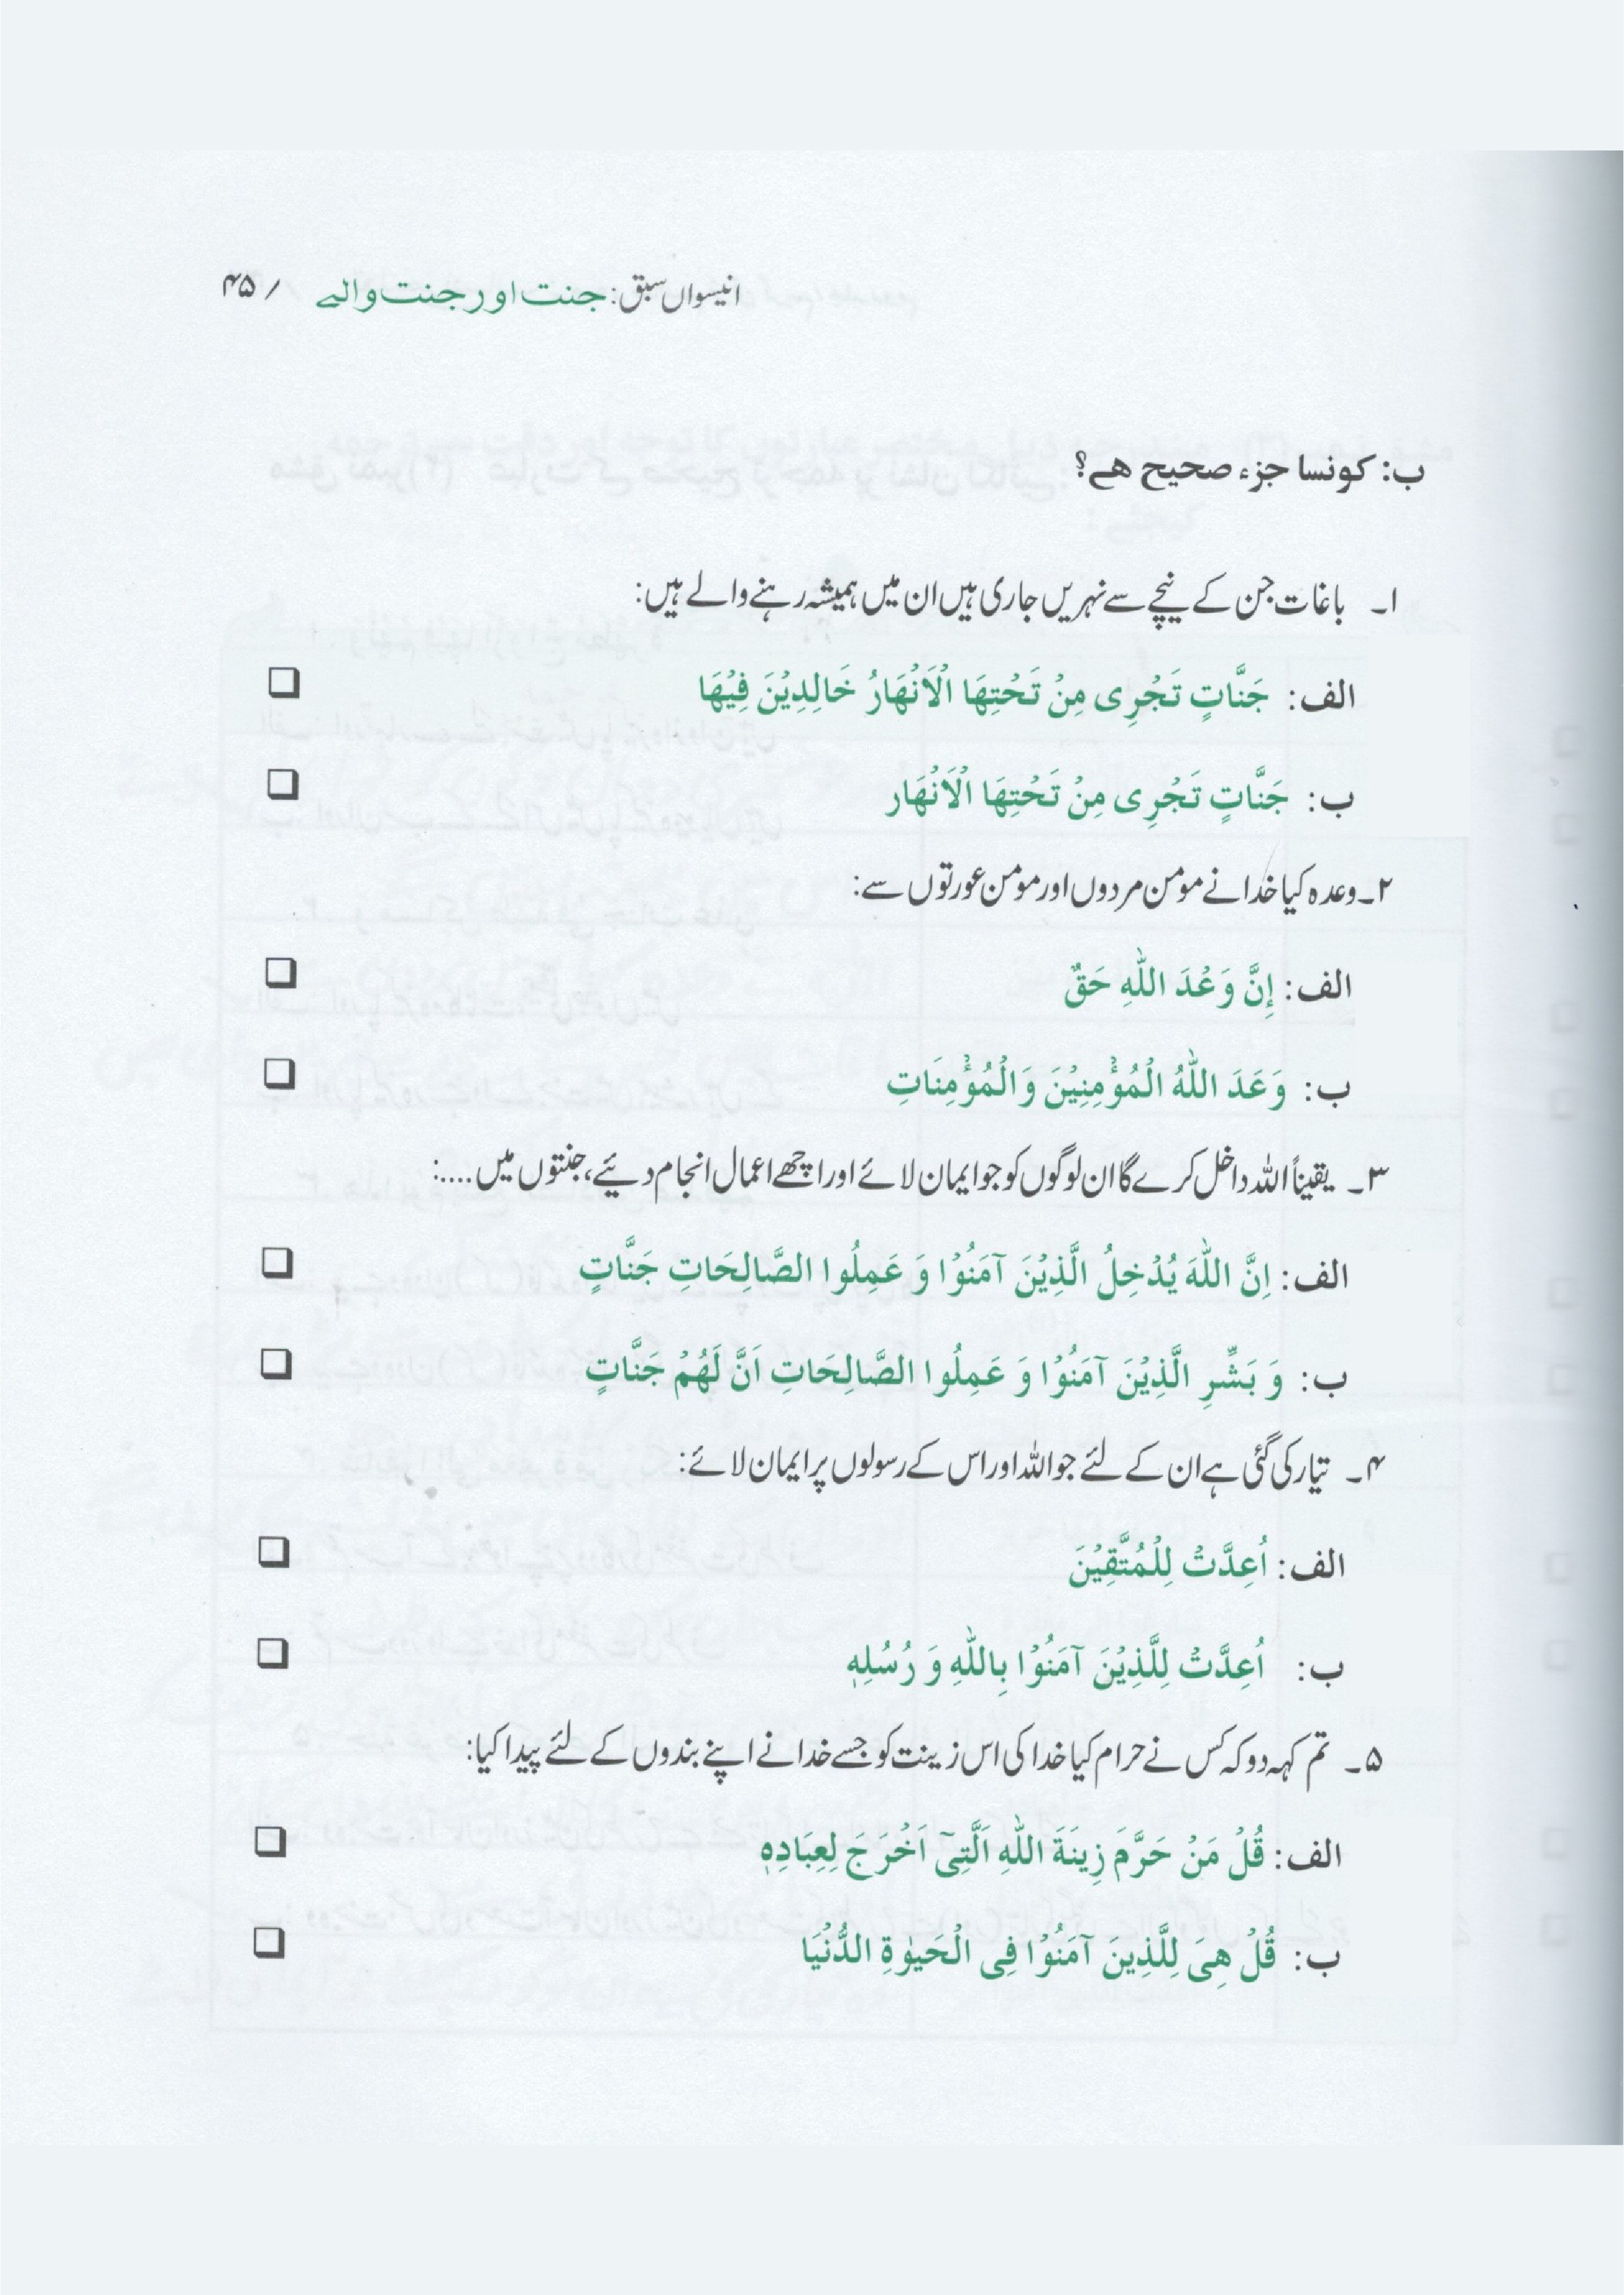 انیسواں سبق: جنت اور جنت والے / ۴۵
ب: کونسا جزء صحیح ھے؟
۱۔ باغات جن کے نیچے سے نہریں جاری ہیں ان میں ہمیشہ رہنے والے ہیں:
الف: جَنَّاتٍ تَجْرِی مِنْ تَحْتِهَا الْاَنْهَارُ خَالِدِيْنَ فِيْهَا
ب: جَنَّاتٍ تَجْرِی مِنْ تَحْتِهَا الْاَنْهَار
۲۔ وعدہ کیا خدا نے مومن مردوں اور مومن عورتوں سے:
الف: إنَّ وَعْدَ اللّٰهِ حَقٌ
ب: وَعَدَ اللّٰهُ الْمُؤْمِنِيْنَ وَالْمُؤْمِنَاتِ
۳۔ یقیناً اللہ داخل کرے گا ان لوگوں کو جو ایمان لائے اور اچھے اعمال انجام دیئے، جنتوں میں....:
الف: اِنَّ اللّٰهَ يُدْخِلُ الَّذِيْنَ آمَنُوْا وَ عَمِلُوا الصَّالِحَاتِ جَنَّاتٍ
ب: وَ بَشِّرِ الَّذِيْنَ آمَنُوْا وَ عَمِلُوا الصَّالِحَاتِ اَنَّ لَهُمْ جَنَّاتٍ
۴۔ تیار کی گئی ہے ان کے لئے جو اللہ اور اس کے رسولوں پر ایمان لائے:
الف: اُعِدَّتْ لِلْمُتَّقِيْنَ
ب: اُعِدَّتْ لِلَّذِيْنَ آمَنُوْا بِاللّٰهِ وَ رُسُلِهٖ
۵۔ تم کہہ دو کہ کس نے حرام کیا خدا کی اس زینت کو جسے خدا نے اپنے بندوں کے لئے پیدا کیا:
الف: قُلْ مَنْ حَرَّمَ زِينَةَ اللّٰهِ اَلَّتِیٓ اَخْرَجَ لِعِبَادِهٖ
ب: قُلْ هِیَ لِلَّذِينَ آمَنُوْا فِی الْحَيٰوةِ الدُّنْيَا